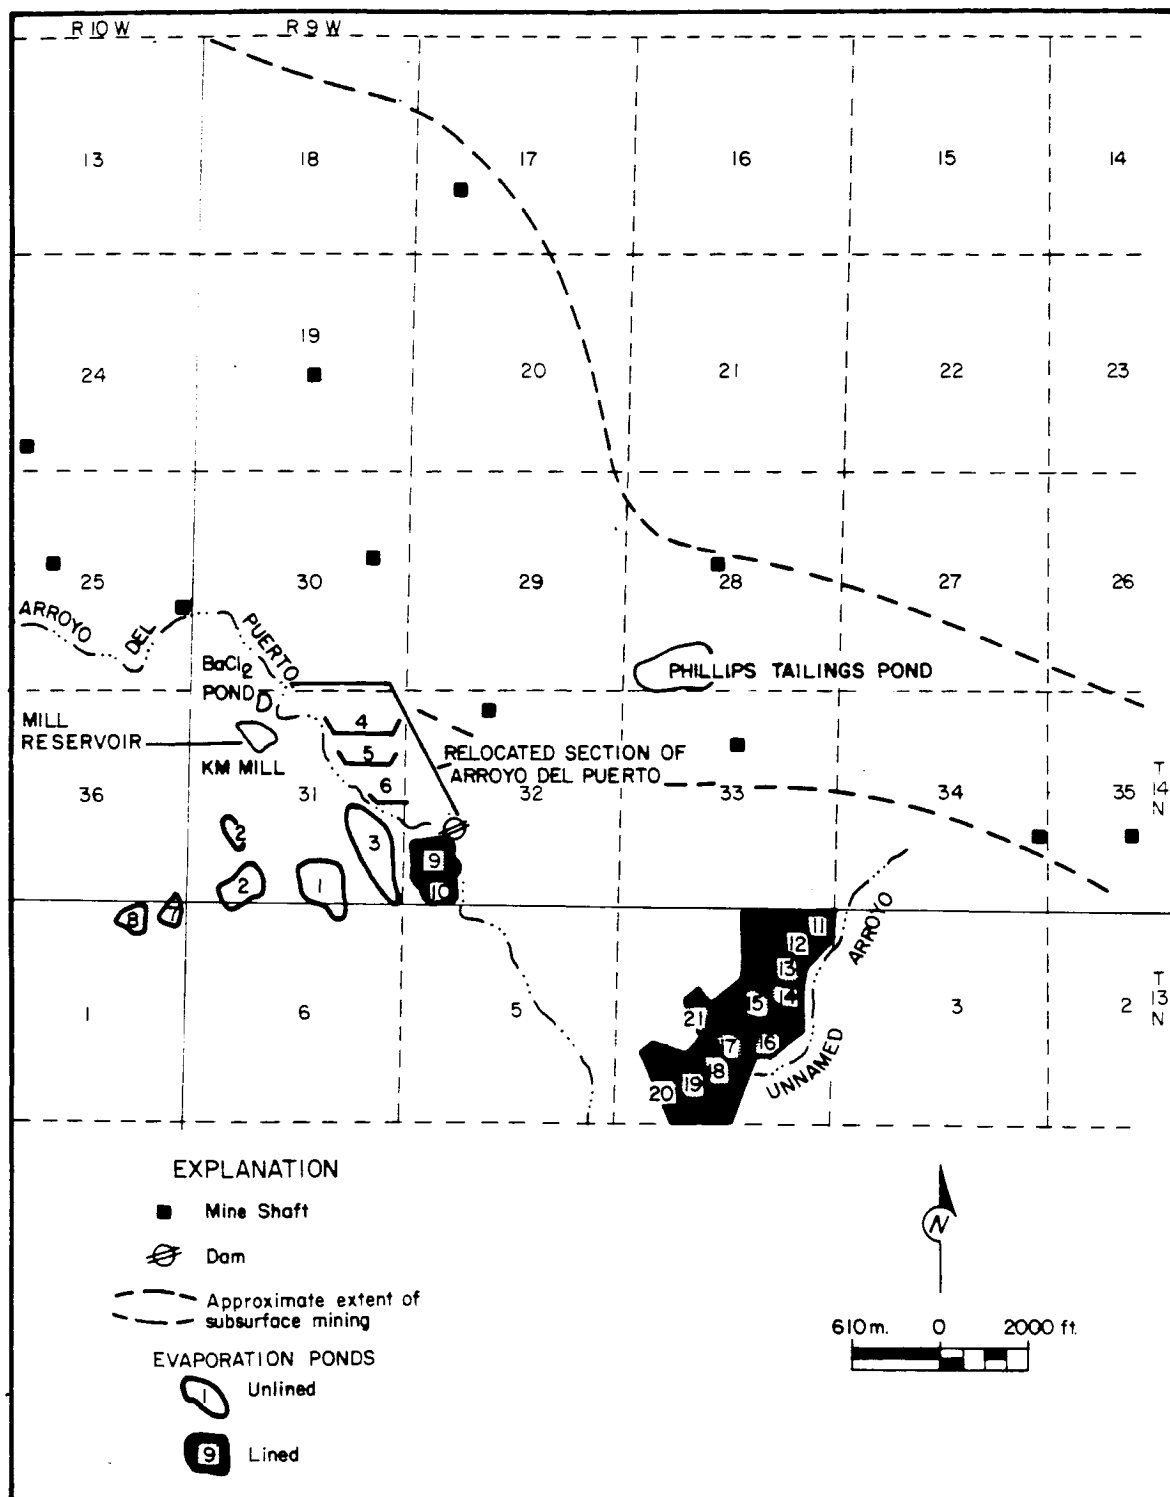 R 10 W R 9 W
13 18 17 16 15 14
19
24 20 21 22 23
25 30 29 28 27 26
ARROYO DEL PUERTO
BaCl2
POND
PHILLIPS TAILINGS POND
MILL
RESERVOIR
KM MILL
4
5
6
RELOCATED SECTION OF
ARROYO DEL PUERTO
36 31 32 33 34 35
T
14
N
2
3
9
2 1 10
8 7
11
12
13
14
15
16
17
18
19
20
21
UNNAMED ARROYO
1 6 5 3 2
T
13
N
EXPLANATION
Mine Shaft
Dam
Approximate extent of
subsurface mining
EVAPORATION PONDS
1 Unlined
9 Lined
N
610 m. 0 2000 ft.